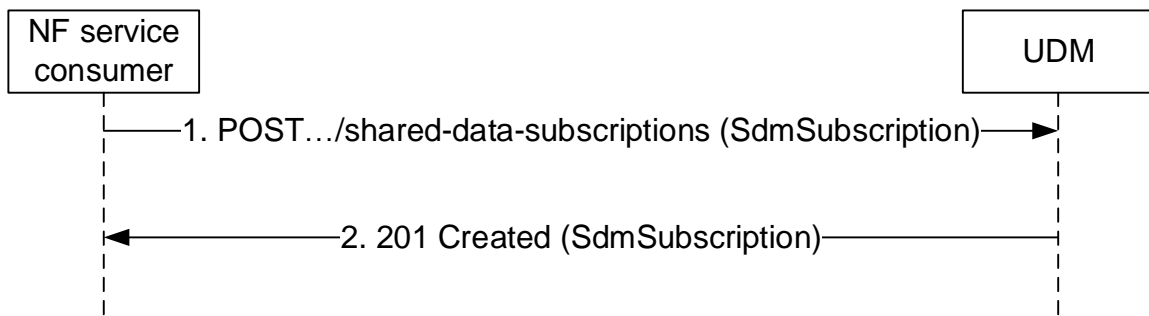 NF service
consumer
UDM
1. POST…/shared-data-subscriptions (SdmSubscription)
2. 201 Created (SdmSubscription)